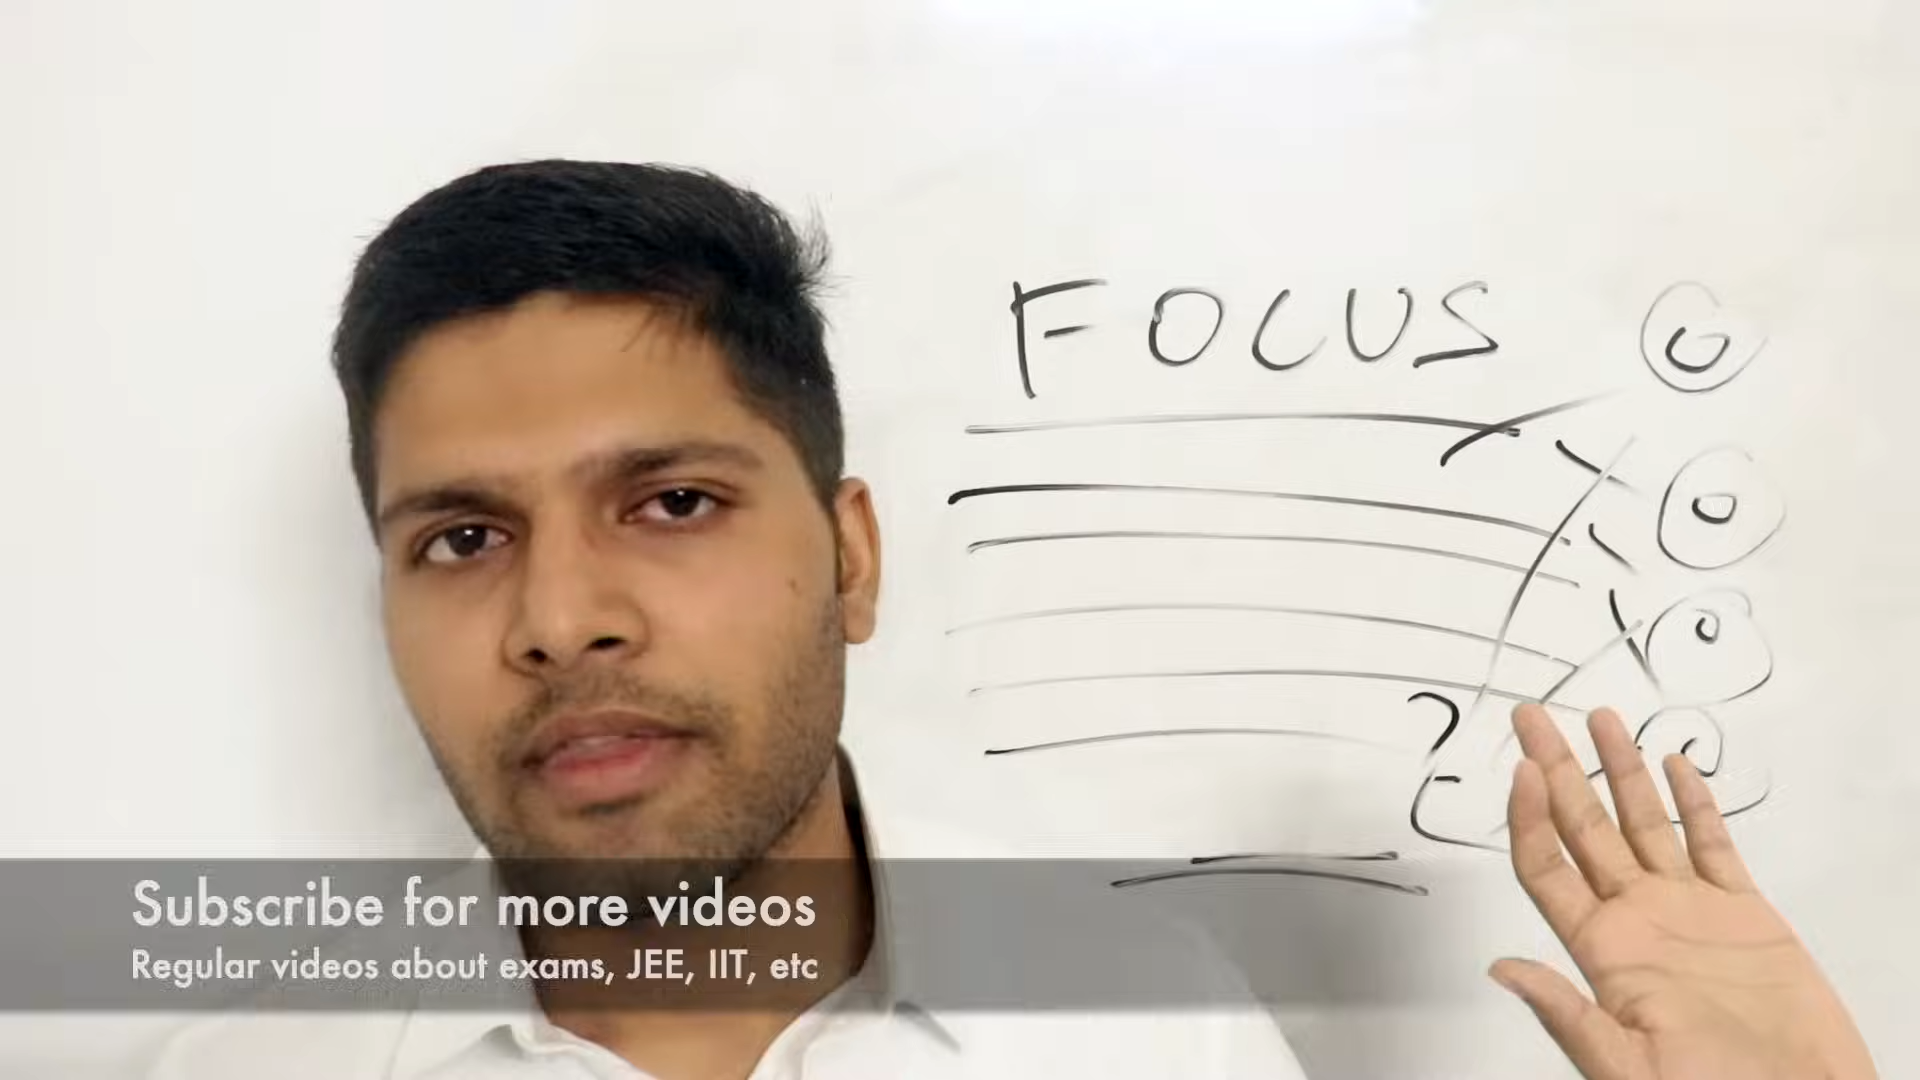 FOCUS
Subscribe for more videos
Regular videos about exams, JEE, IIT, etc